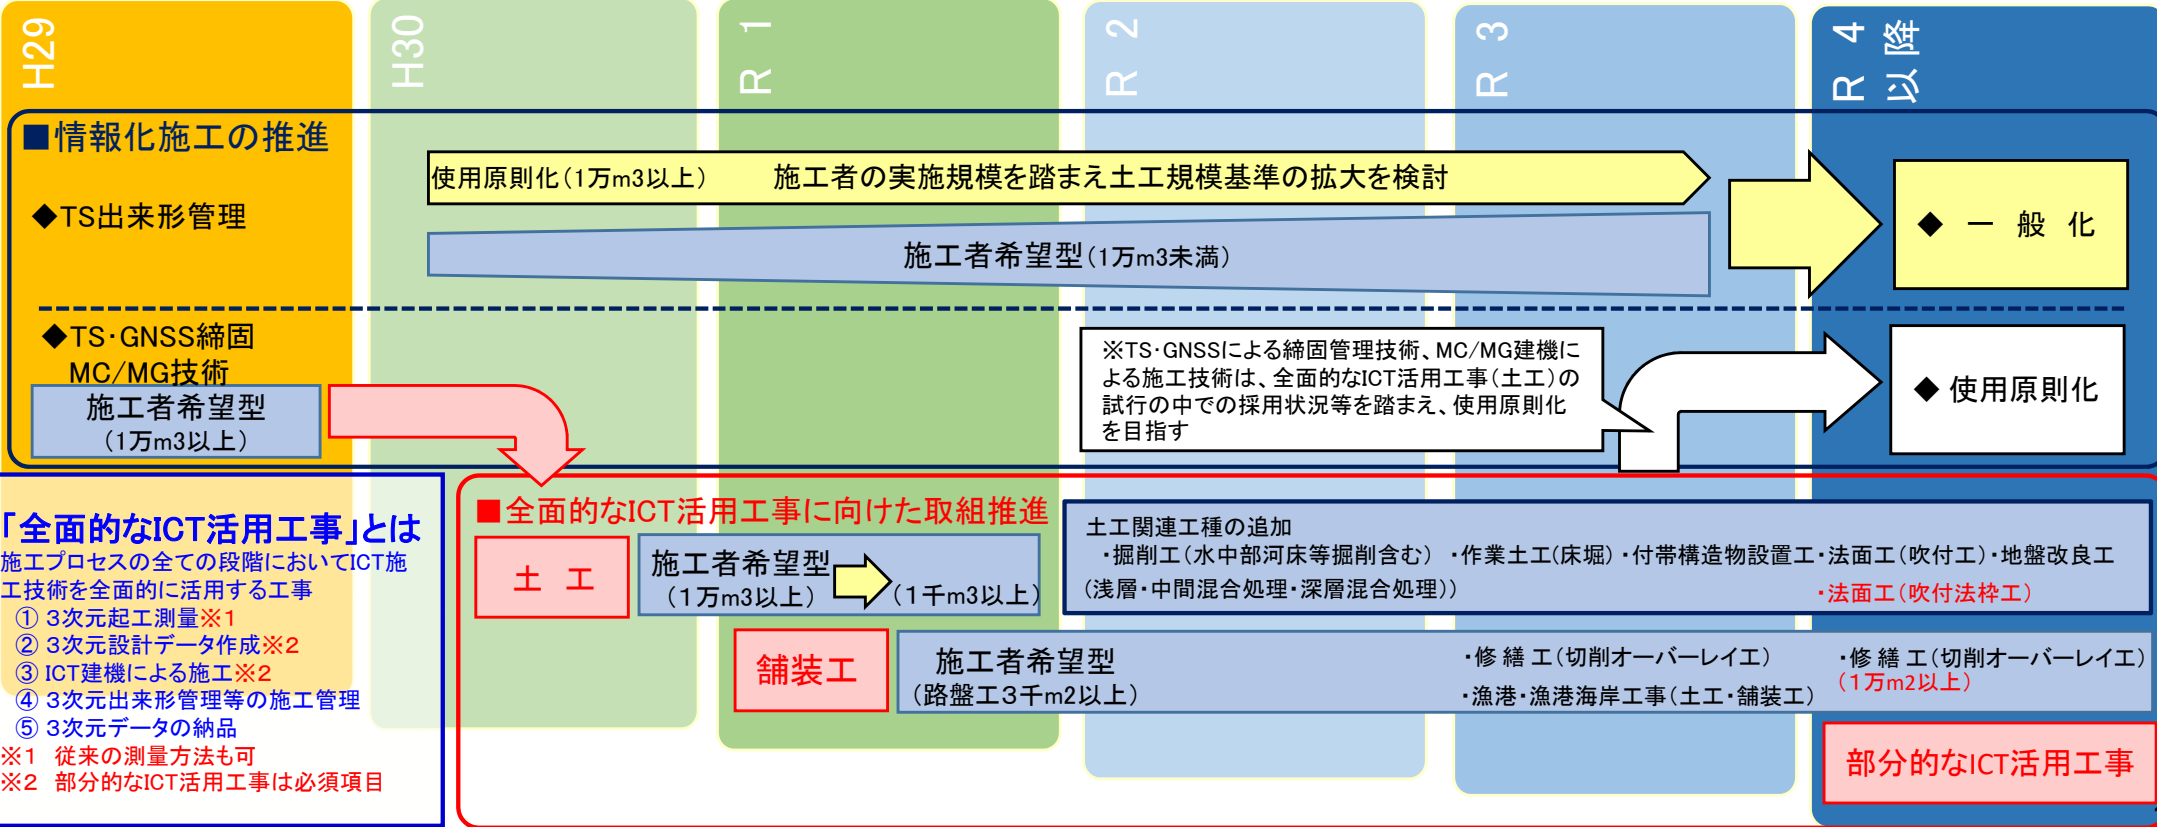 H29
H30
R 1
R 2
R 3
R 4
以降
■情報化施工の推進
◆TS出来形管理
使用原則化(1万m3以上) 施工者の実施規模を踏まえ土工規模基準の拡大を検討
施工者希望型(1万m3未満)
◆ 一 般 化
◆TS・GNSS締固
MC/MG技術
施工者希望型
(1万m3以上)
※TS・GNSSによる締固管理技術、MC/MG建機に
よる施工技術は、全面的なICT活用工事(土工)の
試行の中での採用状況等を踏まえ、使用原則化
を目指す
◆ 使用原則化
「全面的なICT活用工事」とは
施工プロセスの全ての段階においてICT施
工技術を全面的に活用する工事
① 3次元起工測量※1
② 3次元設計データ作成※2
③ ICT建機による施工※2
④ 3次元出来形管理等の施工管理
⑤ 3次元データの納品
※1 従来の測量方法も可
※2 部分的なICT活用工事は必須項目
■全面的なICT活用工事に向けた取組推進
土 工
施工者希望型
(1万m3以上)
(1千m3以上)
土工関連工種の追加
・掘削工(水中部河床等掘削含む) ・作業土工(床堀)・付帯構造物設置工・法面工(吹付工)・地盤改良工
(浅層・中間混合処理・深層混合処理))
・法面工(吹付法枠工)
舗装工
施工者希望型
(路盤工3千m2以上)
・修 繕 工(切削オーバーレイ工)
・漁港・漁港海岸工事(土工・舗装工)
・修 繕 工(切削オーバーレイ工)
(1万m2以上)
部分的なICT活用工事